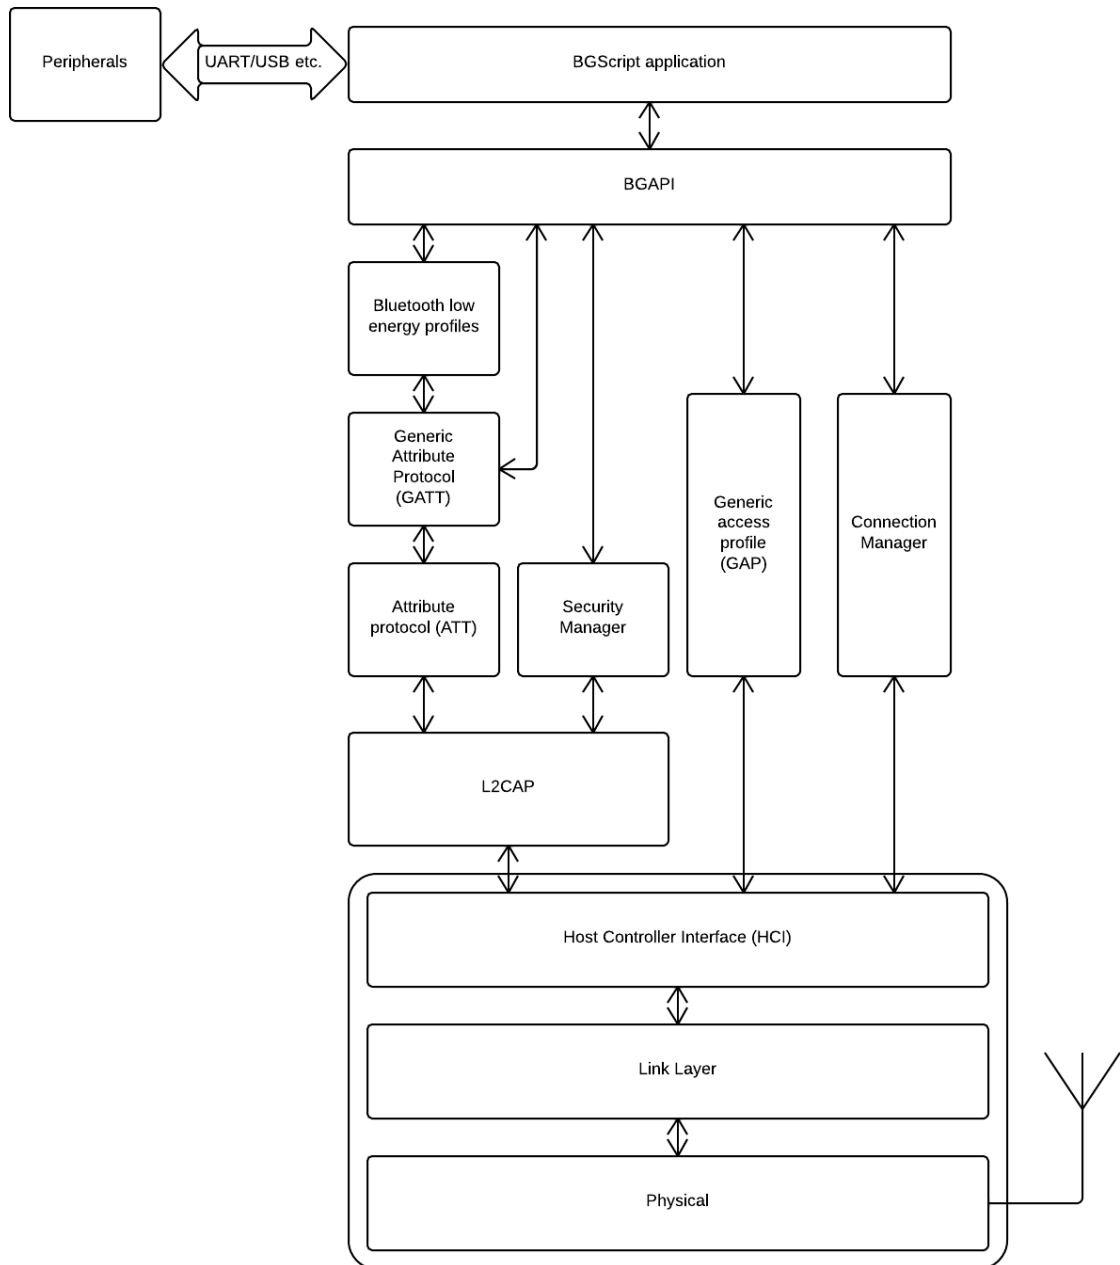 Peripherals
UART/USB etc.
BGScript application
BGAPI
Bluetooth low
energy profiles
Generic
Attribute
Protocol
(GATT)
Generic
access
profile
(GAP)
Connection
Manager
Attribute
protocol (ATT)
Security
Manager
L2CAP
Host Controller Interface (HCI)
Link Layer
Physical